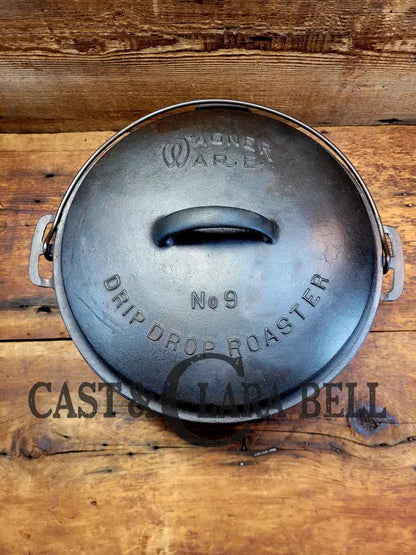 WAGNER
WARE
No 9
DRIP DROP ROASTER
CAST & CLARA BELL